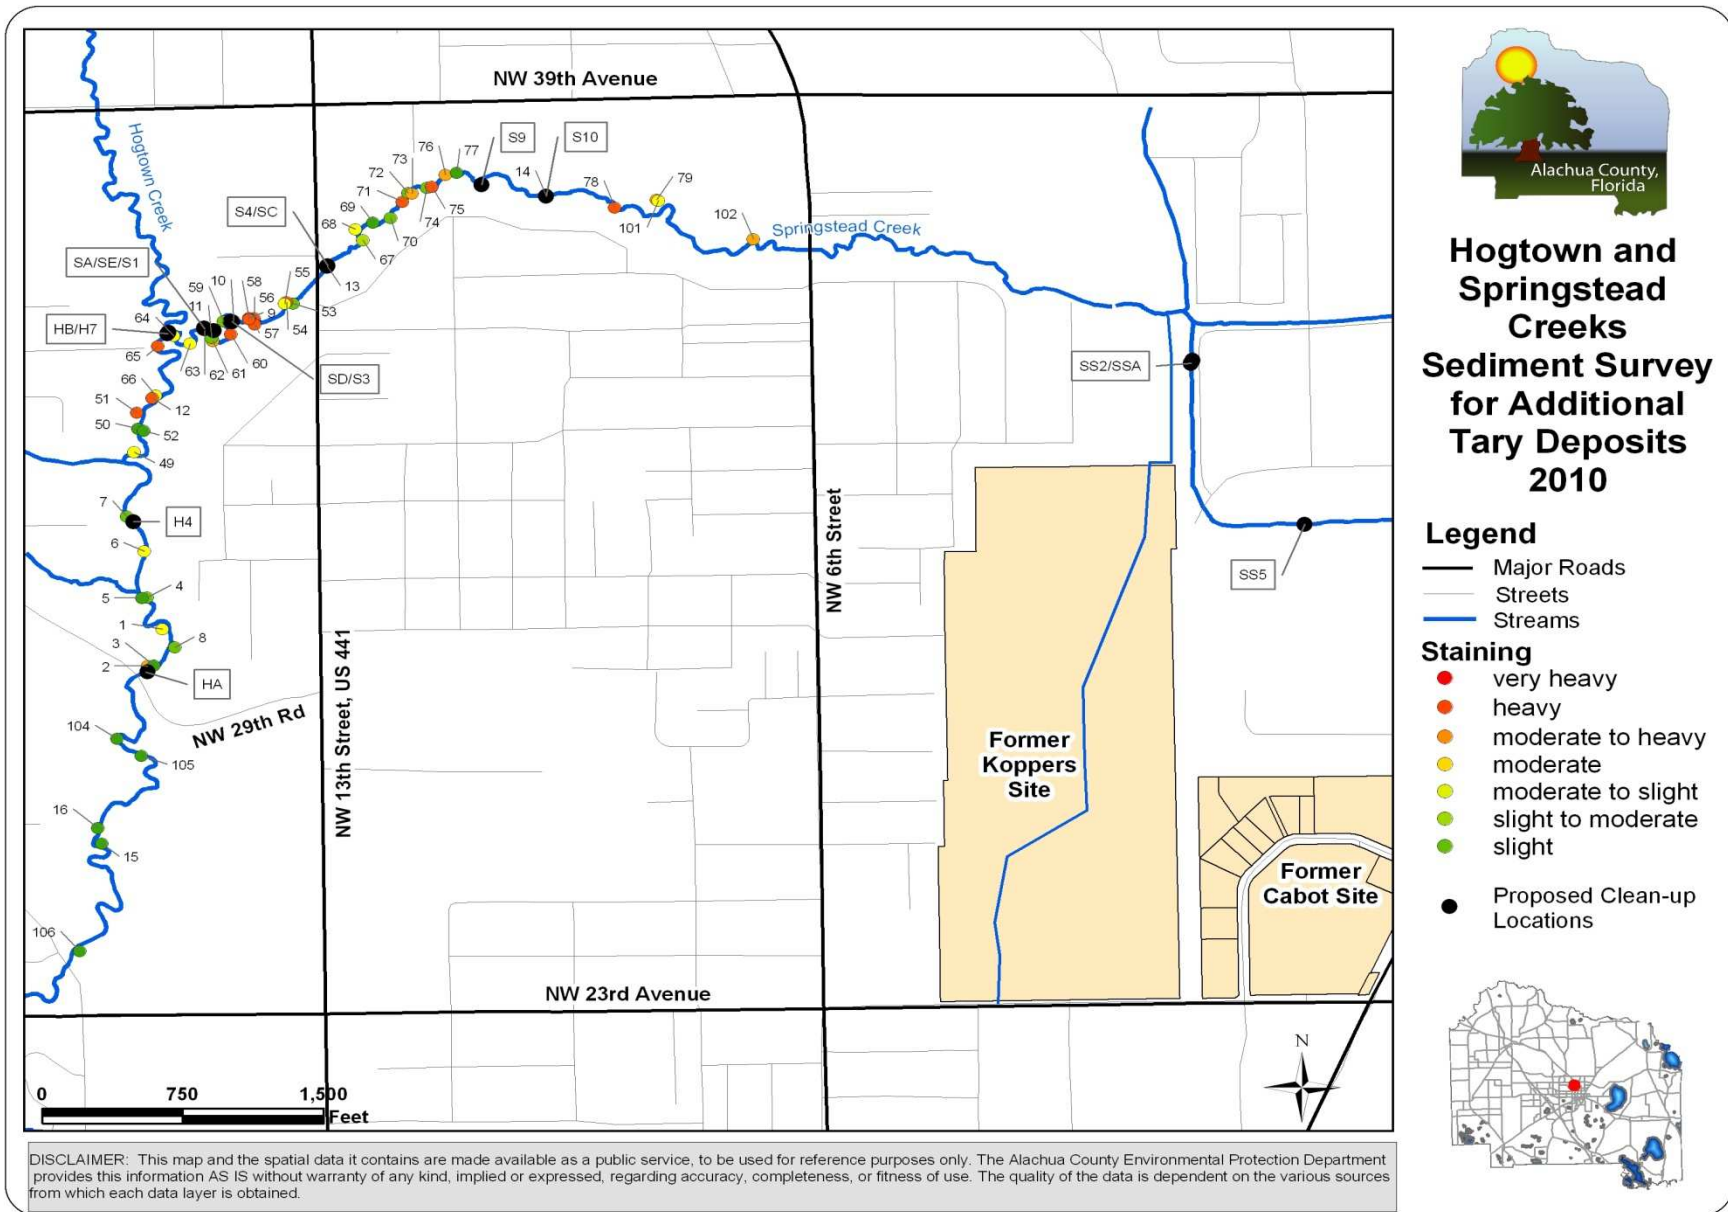 NW 39th Avenue
Hogtown Creek
76
77
S9
S10
73
72
14
71
78
79
75
74
69
S4/SC
68
70
101
102
Springstead Creek
67
SA/SE/S1
13
55
10
58
59
56
11
9
53
64
54
57
HB/H7
65
63
62
61
60
SD/S3
SS2/SSA
66
51
12
50
52
49
7
H4
6
SS5
5
4
1
8
3
2
HA
NW 29th Rd
104
105
16
15
106
NW 13th Street, US 441
NW 6th Street
Former
Koppers
Site
Former
Cabot Site
NW 23rd Avenue
N
0
750
1,500
Feet
Alachua County,
Florida
Hogtown and
Springstead
Creeks
Sediment Survey
for Additional
Tary Deposits
2010
Legend
Major Roads
Streets
Streams
Staining
very heavy
heavy
moderate to heavy
moderate
moderate to slight
slight to moderate
slight
Proposed Clean-up
Locations
DISCLAIMER: This map and the spatial data it contains are made available as a public service, to be used for reference purposes only. The Alachua County Environmental Protection Department
provides this information AS IS without warranty of any kind, implied or expressed, regarding accuracy, completeness, or fitness of use. The quality of the data is dependent on the various sources
from which each data layer is obtained.